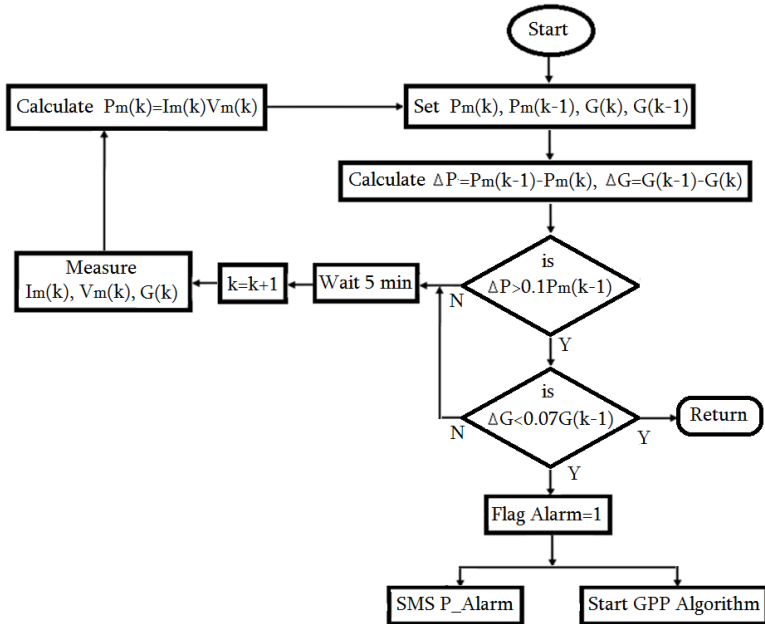 Start
Calculate Pm(k)=Im(k)Vm(k)
Set Pm(k), Pm(k-1), G(k), G(k-1)
Calculate ΔP=Pm(k-1)-Pm(k), ΔG=G(k-1)-G(k)
is
ΔP>0.1Pm(k-1)
N
Y
Wait 5 min
k=k+1
Measure
Im(k), Vm(k), G(k)
is
ΔG<0.07G(k-1)
N
Y
Y
Return
Flag Alarm=1
SMS P_Alarm
Start GPP Algorithm